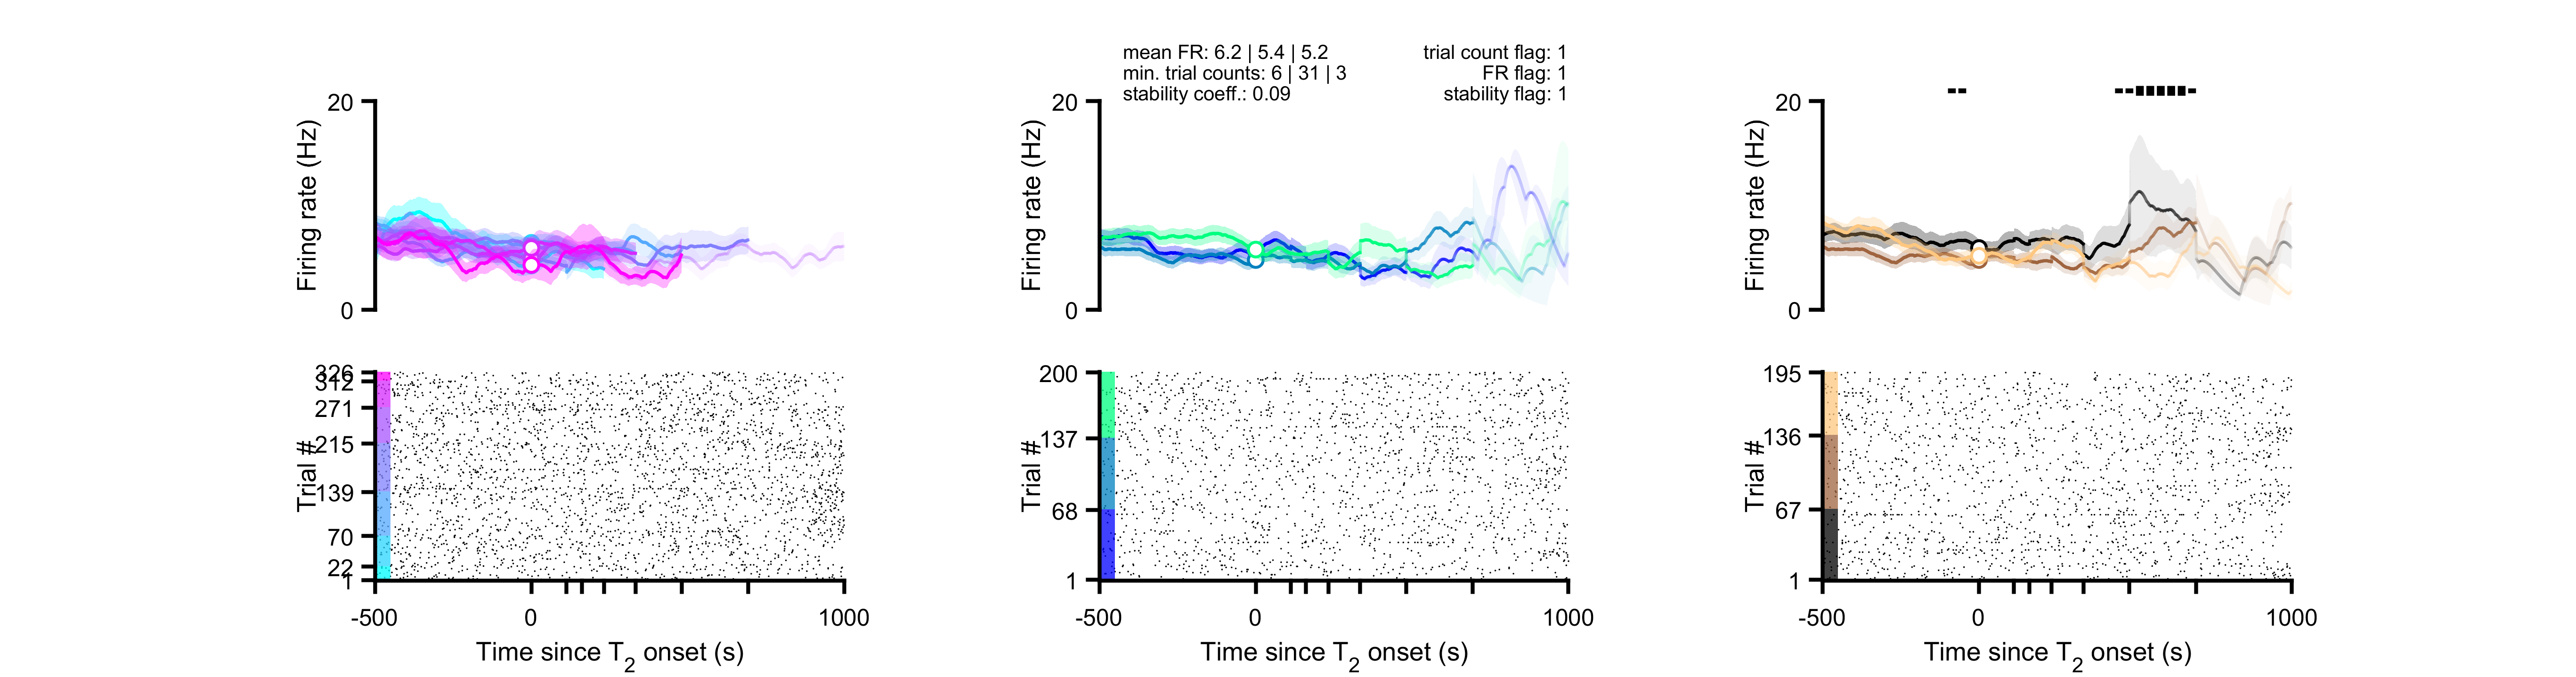 mean FR: 6.2 | 5.4 | 5.2
min. trial counts: 6 | 31 | 3
stability coeff.: 0.09
trial count flag: 1
FR flag: 1
stability flag: 1
20
Firing rate (Hz)
0
20
Firing rate (Hz)
0
20
Firing rate (Hz)
0
326
342
271
215
139
70
22
1
Trial #
-500
0
1000
Time since T2 onset (s)
200
137
68
1
Trial #
-500
0
1000
Time since T2 onset (s)
195
136
67
1
Trial #
-500
0
1000
Time since T2 onset (s)